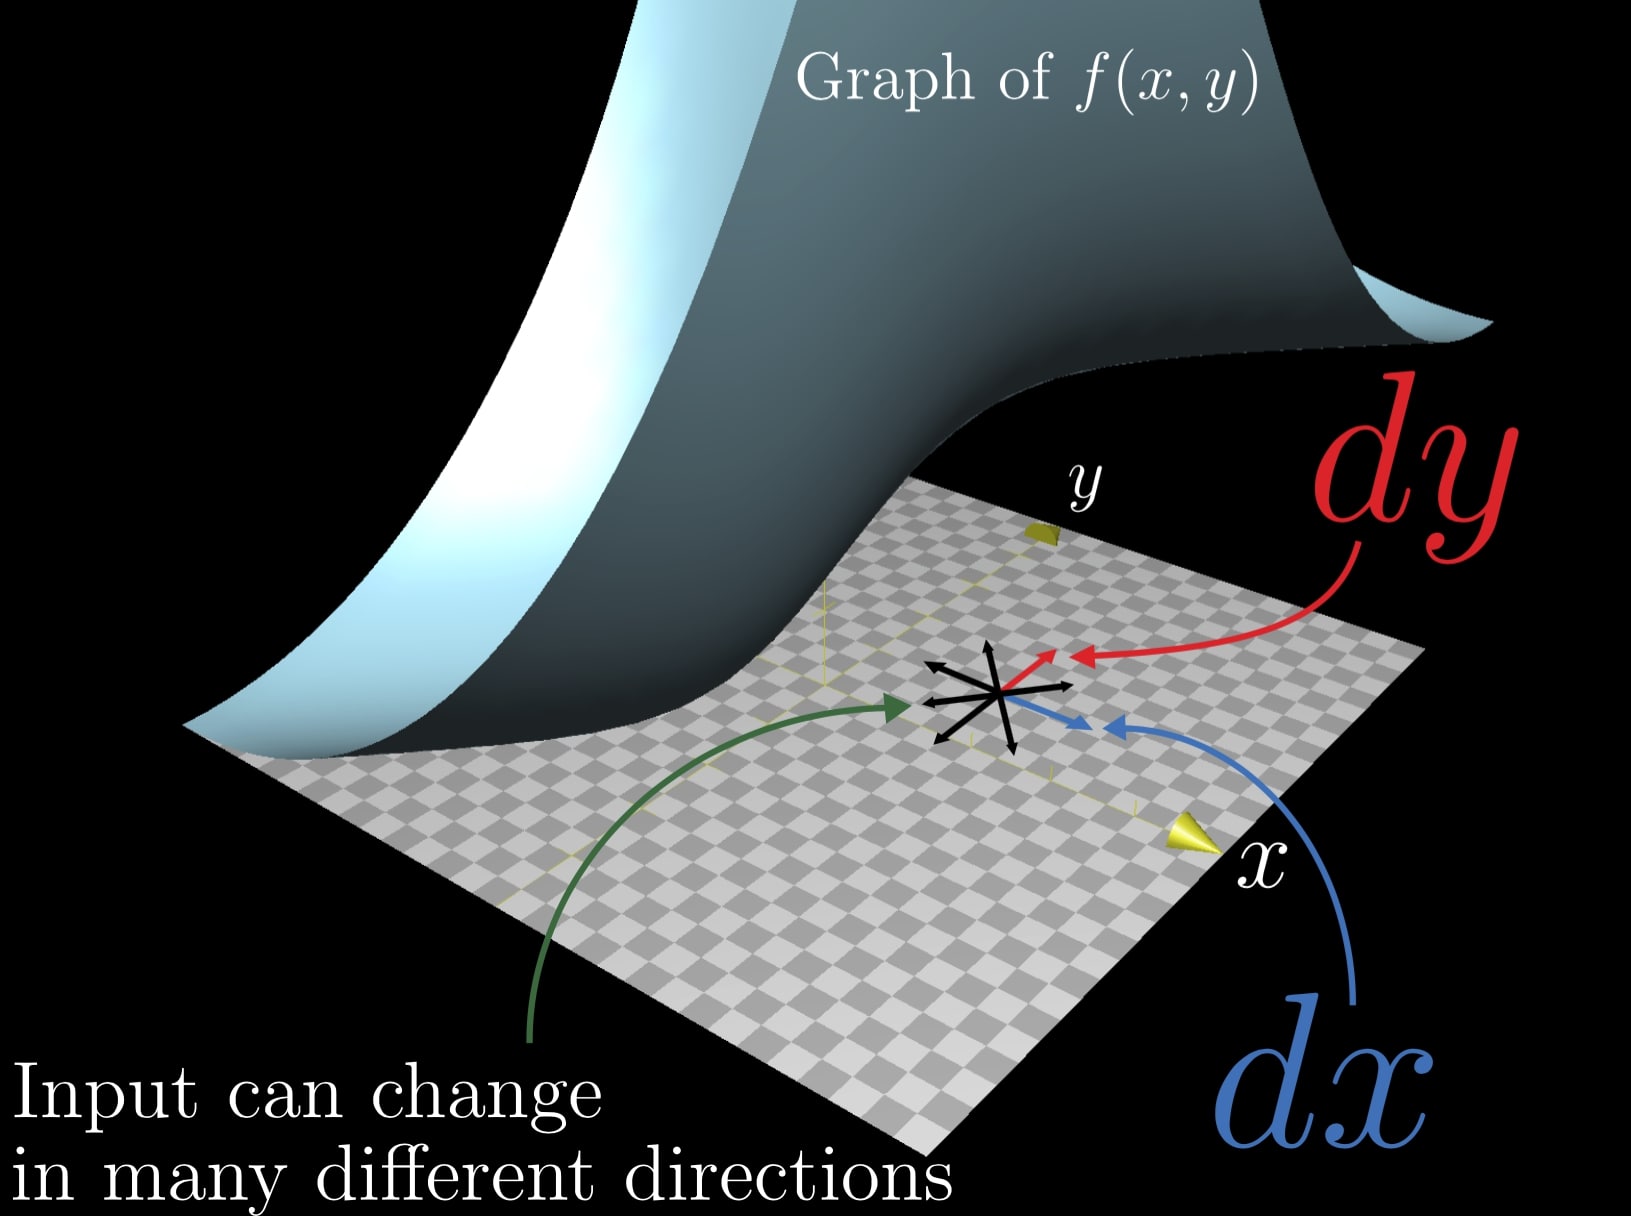 Graph of f(x, y)
dy
y
x
dx
Input can change
in many different directions